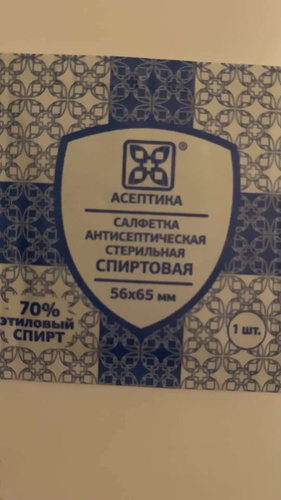 ®
АСЕПТИКА
САЛФЕТКА
АНТИСЕПТИЧЕСКАЯ
СТЕРИЛЬНАЯ
СПИРТОВАЯ
56х65 мм
70%
ЭТИЛОВЫЙ
СПИРТ
1 шт.